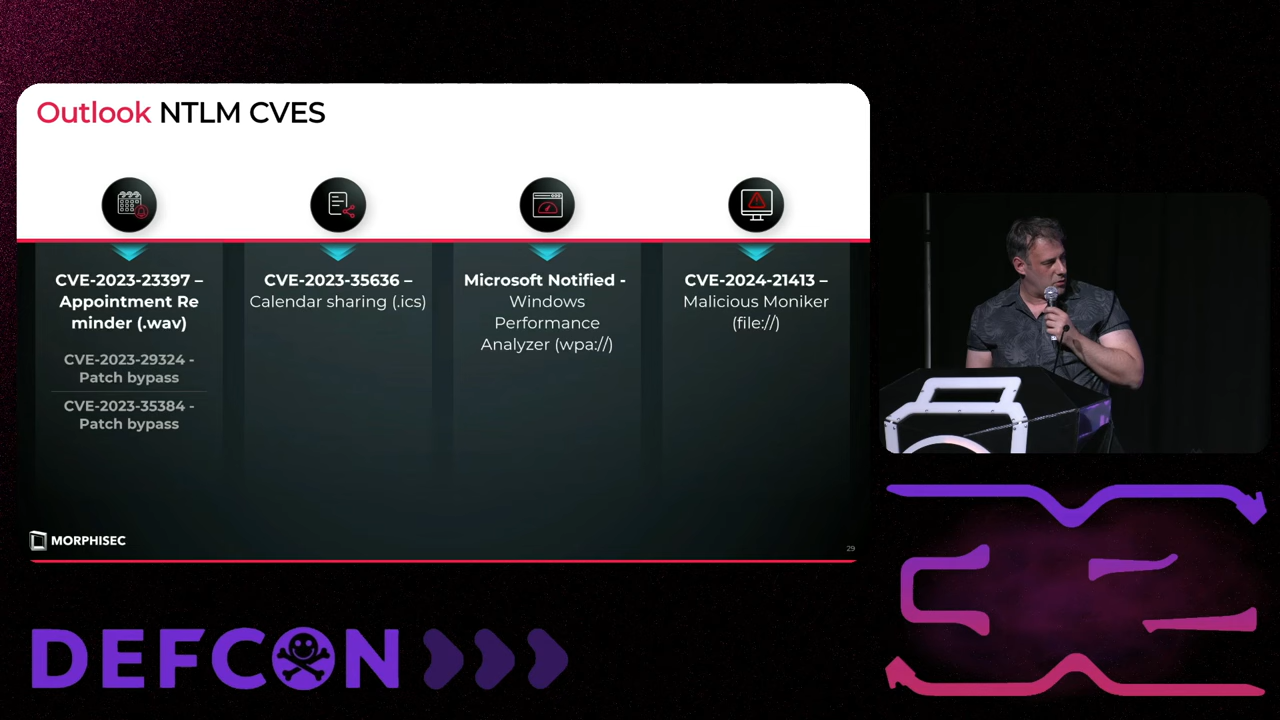 Outlook NTLM CVES
CVE-2023-23397 –
Appointment Re
minder (.wav)
CVE-2023-29324 -
Patch bypass
CVE-2023-35384 -
Patch bypass
CVE-2023-35636 –
Calendar sharing (.ics)
Microsoft Notified -
Windows
Performance
Analyzer (wpa://)
CVE-2024-21413 –
Malicious Moniker
(file://)
MORPHISEC
29
DEFCON